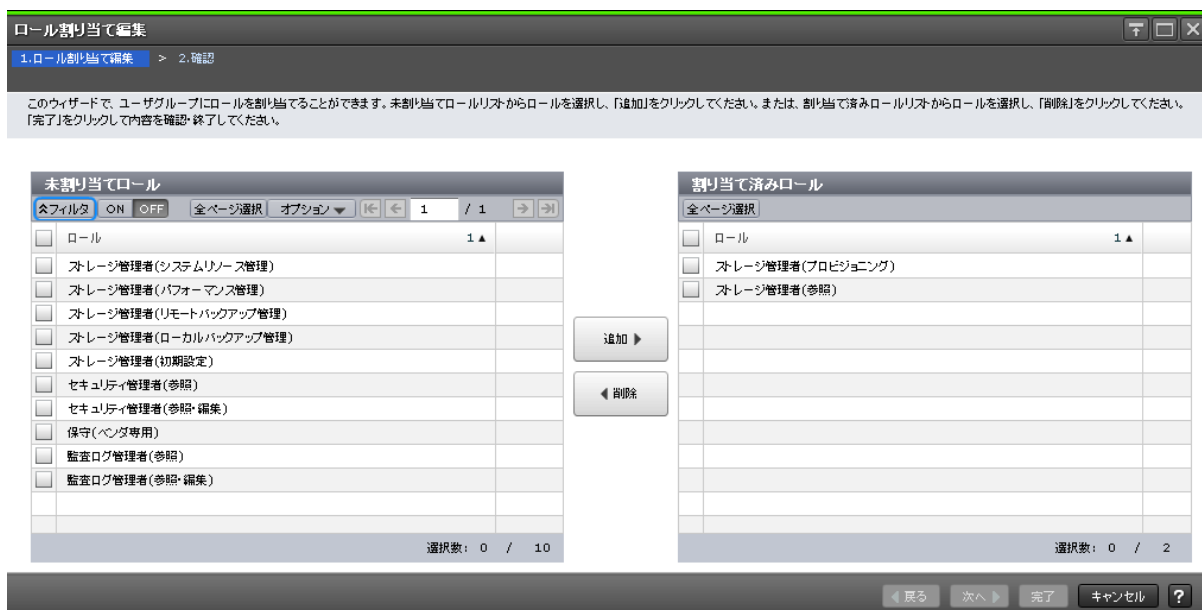 ロール割り当て編集
1.ロール割り当て編集 > 2.確認
このウィザードで、ユーザグループにロールを割り当てることができます。未割り当てロールリストからロールを選択し、「追加」をクリックしてください。または、割り当て済みロールリストからロールを選択し、「削除」をクリックしてください。
「完了」をクリックして内容を確認・終了してください。
未割り当てロール
フィルタ ON OFF 全ページ選択 オプション 1 / 1
ロール 1▲
ストレージ管理者(システムリソース管理)
ストレージ管理者(パフォーマンス管理)
ストレージ管理者(リモートバックアップ管理)
ストレージ管理者(ローカルバックアップ管理)
ストレージ管理者(初期設定)
セキュリティ管理者(参照)
セキュリティ管理者(参照・編集)
保守(ベンダ専用)
監査ログ管理者(参照)
監査ログ管理者(参照・編集)
選択数: 0 / 10
追加
削除
割り当て済みロール
全ページ選択
ロール 1▲
ストレージ管理者(プロビジョニング)
ストレージ管理者(参照)
選択数: 0 / 2
戻る 次へ 完了 キャンセル ?